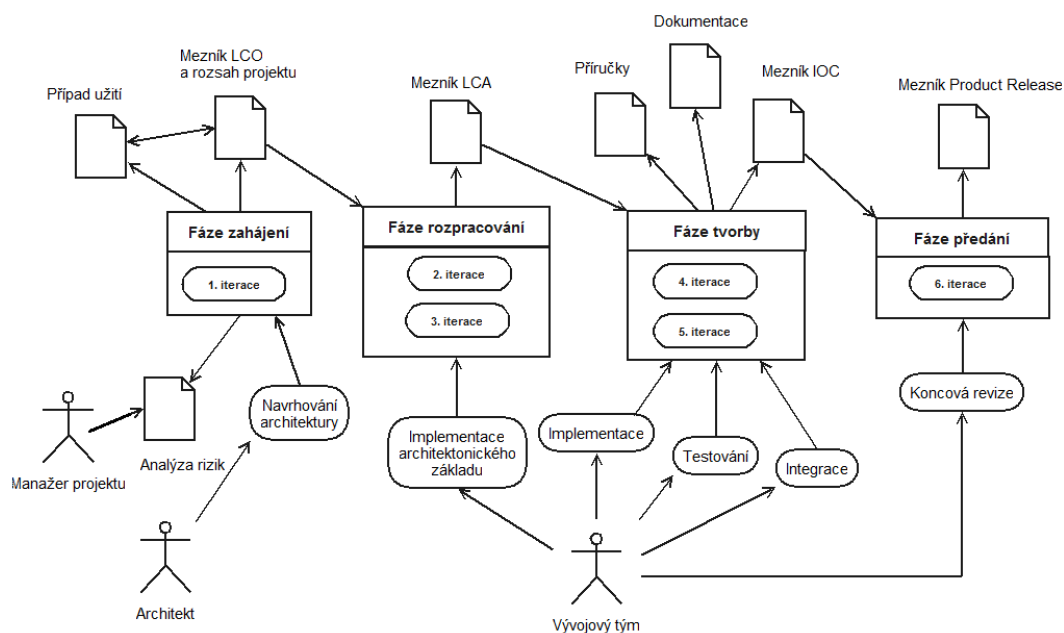 Dokumentace
Mezník LCO
a rozsah projektu
Příručky
Mezník IOC
Mezník LCA
Mezník Product Release
Případ užití
Fáze zahájení
1. iterace
Fáze rozpracování
2. iterace
3. iterace
Fáze tvorby
4. iterace
5. iterace
Fáze předání
6. iterace
Navrhování
architektury
Koncová revize
Implementace
architektonického
základu
Implementace
Testování
Integrace
Analýza rizik
Manažer projektu
Architekt
Vývojový tým